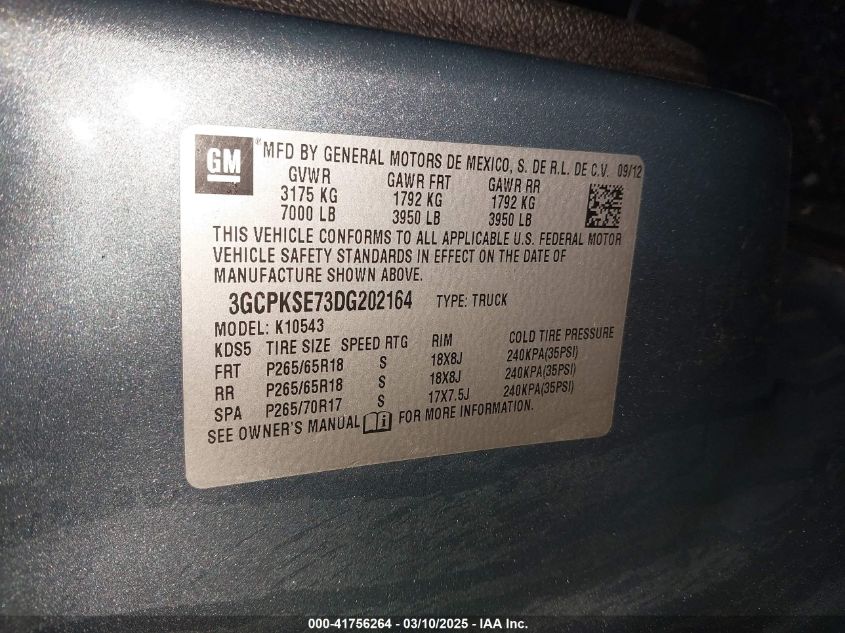 GM ® MFD BY GENERAL MOTORS DE MEXICO, S. DE R.L. DE C.V. 09/12
GVWR GAWR FRT GAWR RR
3175 KG 1792 KG 1792 KG
7000 LB 3950 LB 3950 LB
THIS VEHICLE CONFORMS TO ALL APPLICABLE U.S. FEDERAL MOTOR
VEHICLE SAFETY STANDARDS IN EFFECT ON THE DATE OF
MANUFACTURE SHOWN ABOVE.
3GCPKSE73DG202164 TYPE: TRUCK
MODEL: K10543
KDS5 TIRE SIZE SPEED RTG RIM COLD TIRE PRESSURE
FRT P265/65R18 S 18X8J 240KPA(35PSI)
RR P265/65R18 S 18X8J 240KPA(35PSI)
SPA P265/70R17 S 17X7.5J 240KPA(35PSI)
SEE OWNER'S MANUAL FOR MORE INFORMATION.
000-41756264 - 03/10/2025 - IAA Inc.